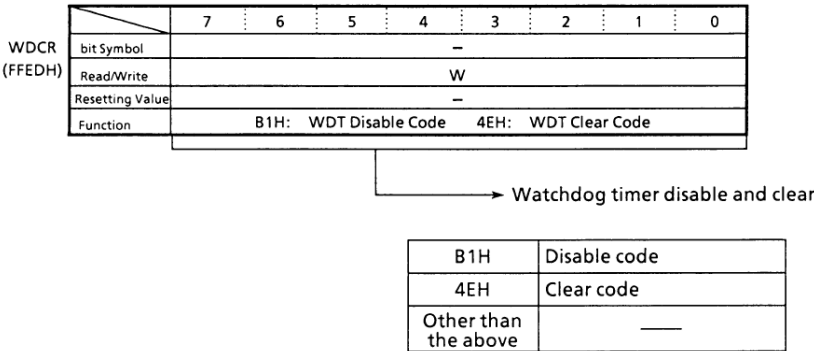 7 6 5 4 3 2 1 0
WDCR (FFEDH)
bit Symbol –
Read/Write W
Resetting Value –
Function B1H: WDT Disable Code 4EH: WDT Clear Code
Watchdog timer disable and clear
B1H Disable code
4EH Clear code
Other than
the above —